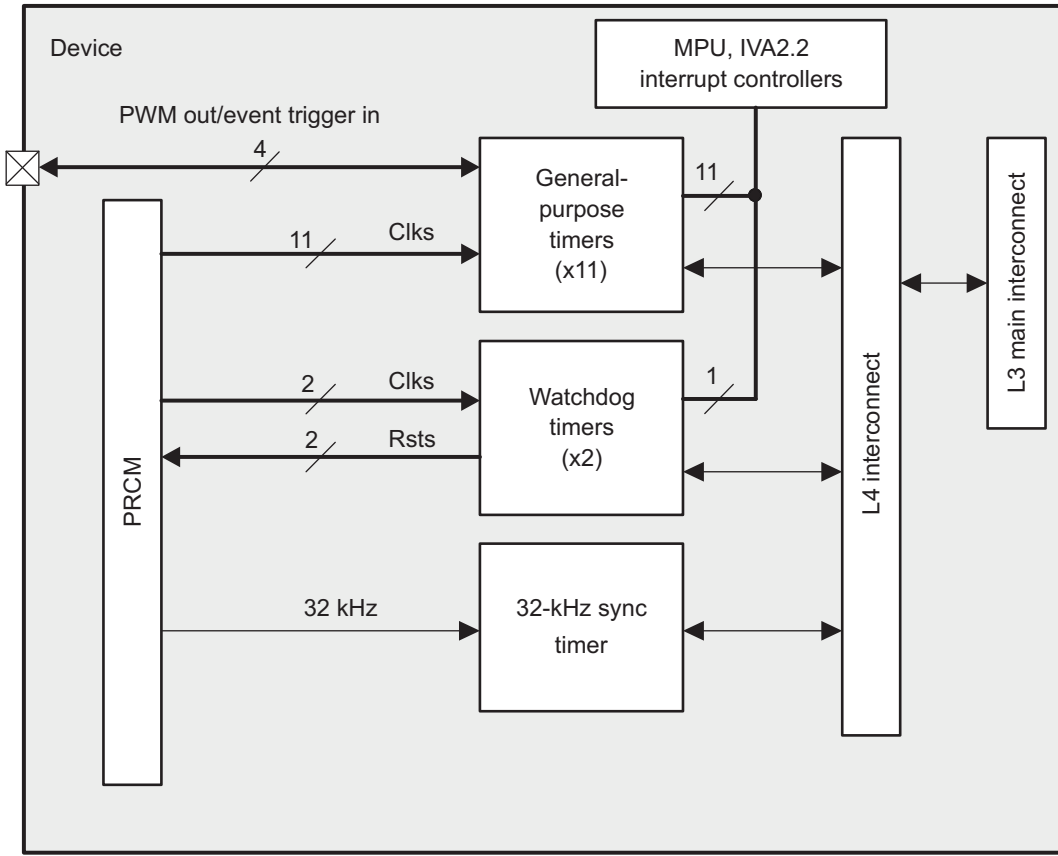 Device
MPU, IVA2.2
interrupt controllers
PWM out/event trigger in
4
General-
purpose
timers
(x11)
11
11
Clks
L3 main interconnect
L4 interconnect
PRCM
2
Clks
Watchdog
timers
(x2)
1
2
Rsts
32 kHz
32-kHz sync
timer